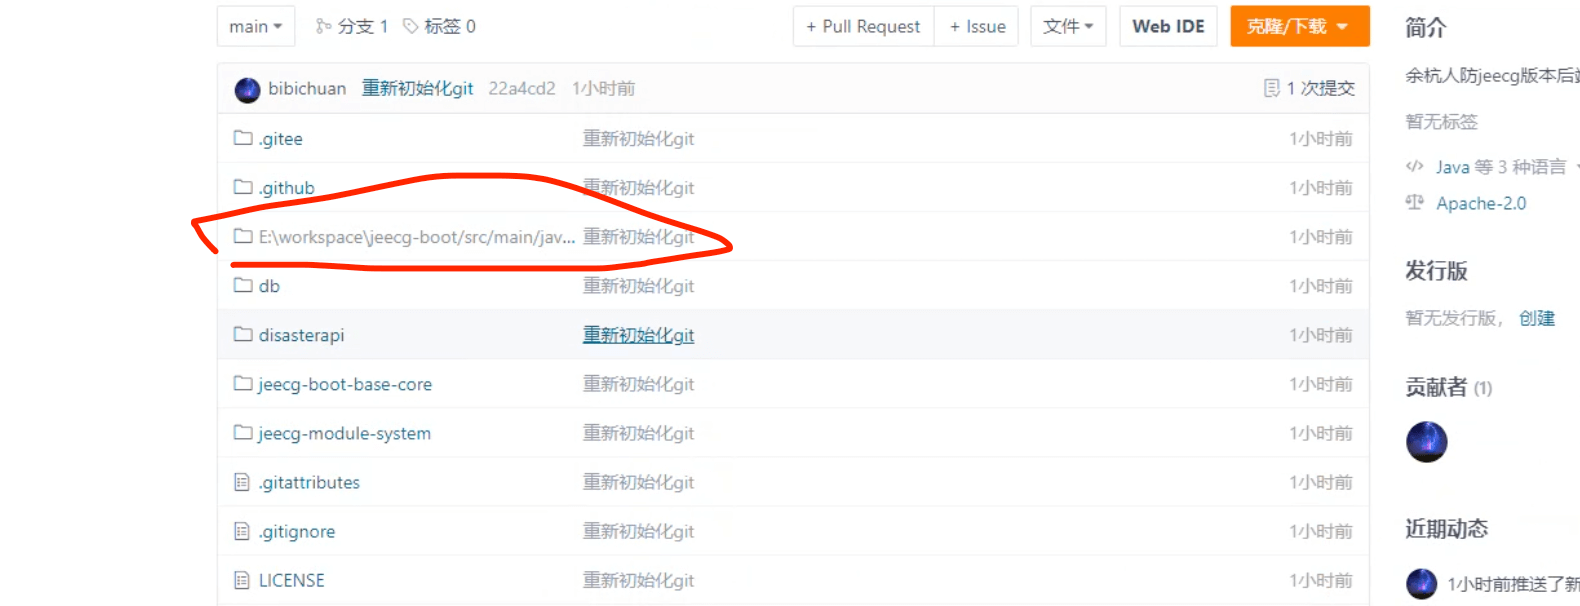 main 分支 1 标签 0 + Pull Request + Issue 文件 Web IDE 克隆/下载
bibichuan 重新初始化git 22a4cd2 1小时前 1 次提交
.gitee 重新初始化git 1小时前
.github 重新初始化git 1小时前
E:\workspace\jeecg-boot/src/main/jav... 重新初始化git 1小时前
db 重新初始化git 1小时前
disasterapi 重新初始化git 1小时前
jeecg-boot-base-core 重新初始化git 1小时前
jeecg-module-system 重新初始化git 1小时前
.gitattributes 重新初始化git 1小时前
.gitignore 重新初始化git 1小时前
LICENSE 重新初始化git 1小时前
简介
余杭人防jeecg版本后
暂无标签
</> Java 等 3 种语言
Apache-2.0
发行版
暂无发行版， 创建
贡献者 (1)
近期动态
1小时前推送了新